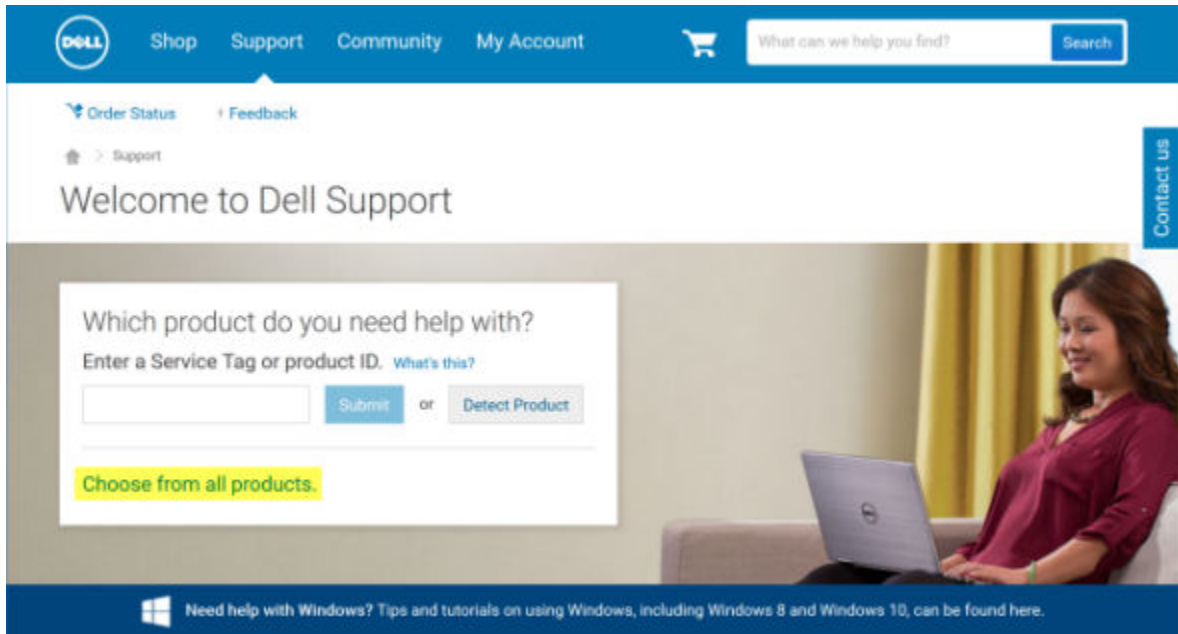 DELL Shop Support Community My Account What can we help you find? Search
Order Status Feedback
Contact us
> Support
Welcome to Dell Support
Which product do you need help with?
Enter a Service Tag or product ID. What's this?
Submit or Detect Product
Choose from all products.
Need help with Windows? Tips and tutorials on using Windows, including Windows 8 and Windows 10, can be found here.